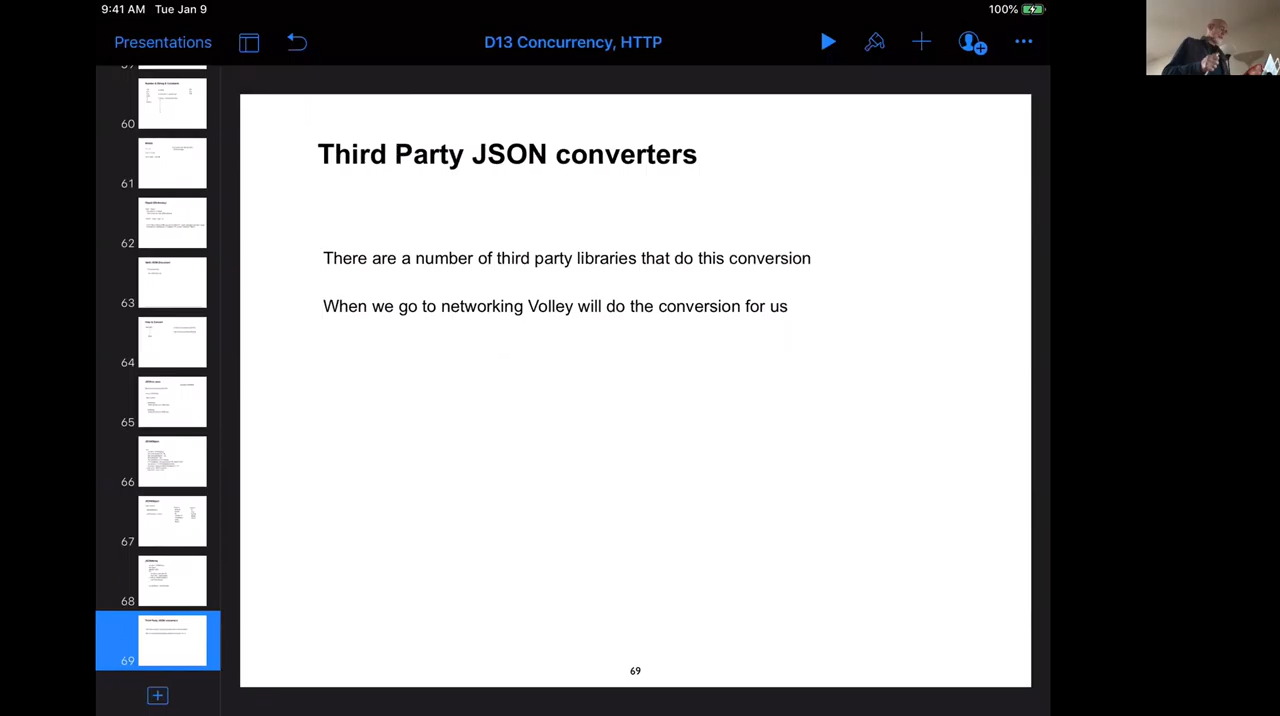 9:41 AM Tue Jan 9
100%
Presentations
D13 Concurrency, HTTP
60
61
62
63
64
65
66
67
68
69
Third Party JSON converters
There are a number of third party libraries that do this conversion
When we go to networking Volley will do the conversion for us
69